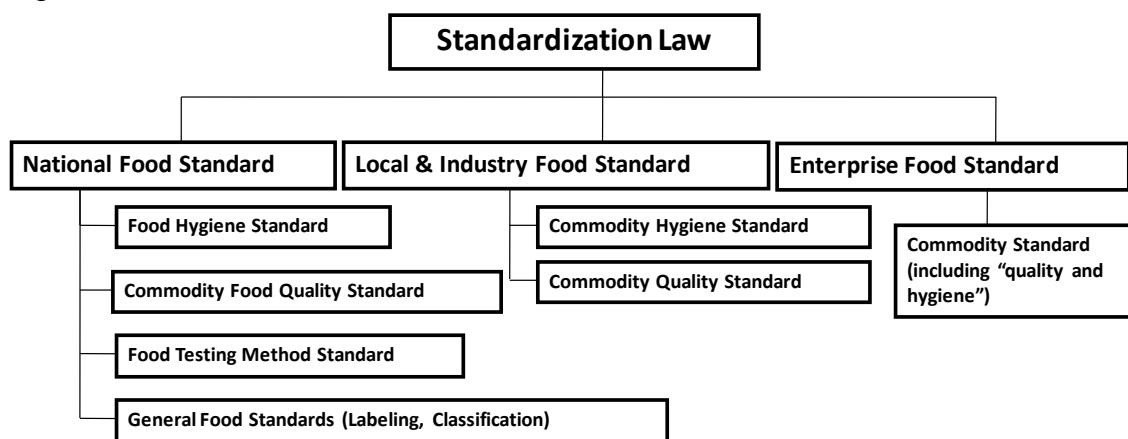 Standardization Law
National Food Standard
Local & Industry Food Standard
Enterprise Food Standard
Food Hygiene Standard
Commodity Food Quality Standard
Food Testing Method Standard
General Food Standards (Labeling, Classification)
Commodity Hygiene Standard
Commodity Quality Standard
Commodity Standard
(including “quality and
hygiene”)